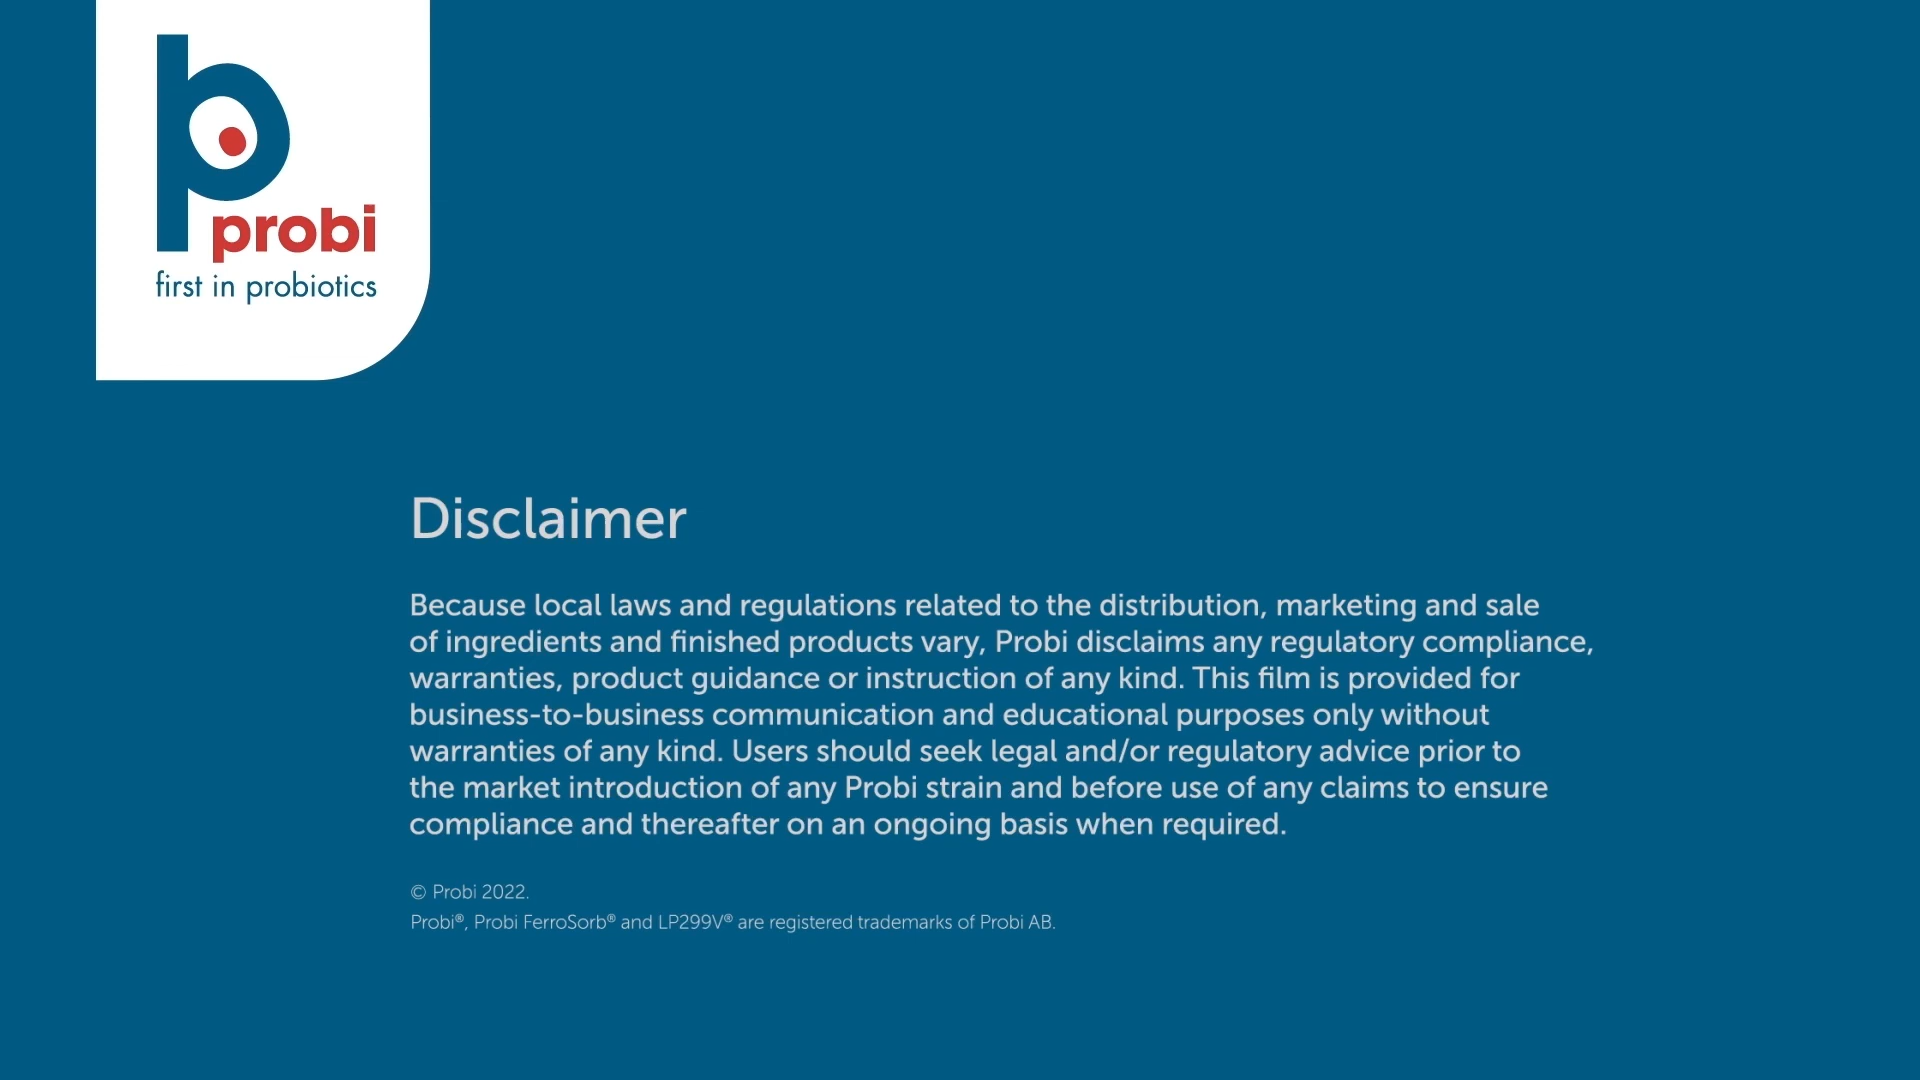 probi
first in probiotics
Disclaimer
Because local laws and regulations related to the distribution, marketing and sale
of ingredients and finished products vary, Probi disclaims any regulatory compliance,
warranties, product guidance or instruction of any kind. This film is provided for
business-to-business communication and educational purposes only without
warranties of any kind. Users should seek legal and/or regulatory advice prior to
the market introduction of any Probi strain and before use of any claims to ensure
compliance and thereafter on an ongoing basis when required.
© Probi 2022.
Probi®, Probi FerroSorb® and LP299V® are registered trademarks of Probi AB.